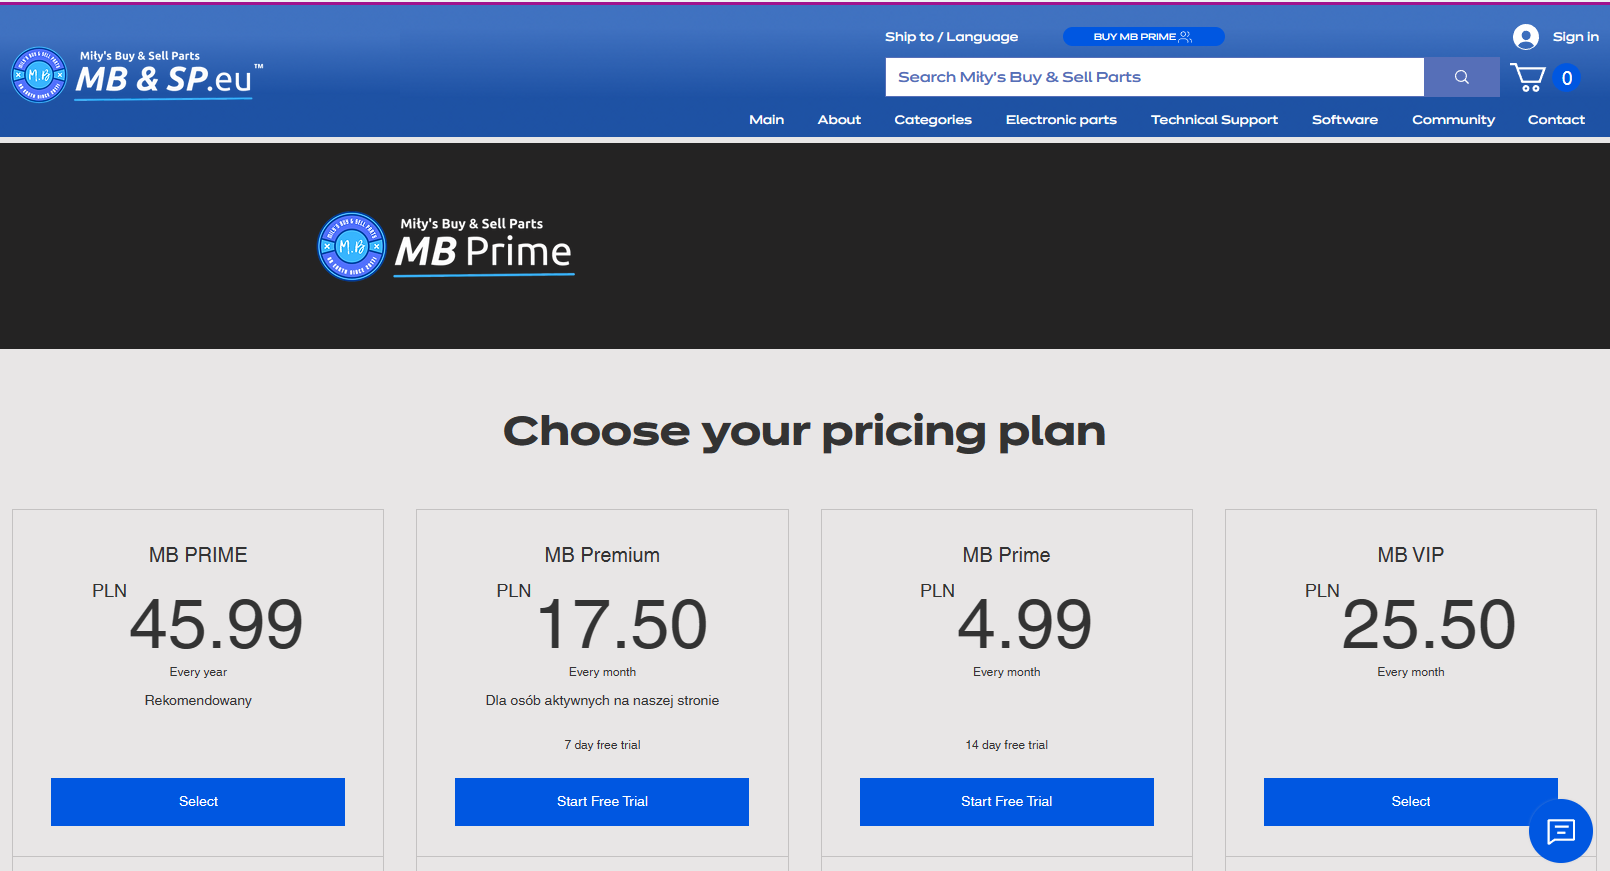 Ship to / Language
BUY MB PRIME
Sign in
Miły's Buy & Sell Parts
MB & SP.eu™
M.B
Search Miły's Buy & Sell Parts
0
Main About Categories Electronic parts Technical Support Software Community Contact
Miły's Buy & Sell Parts
MB Prime
M.B
Choose your pricing plan
MB PRIME
PLN
45.99
Every year
Rekomendowany
Select
MB Premium
PLN
17.50
Every month
Dla osób aktywnych na naszej stronie
7 day free trial
Start Free Trial
MB Prime
PLN
4.99
Every month
14 day free trial
Start Free Trial
MB VIP
PLN
25.50
Every month
Select